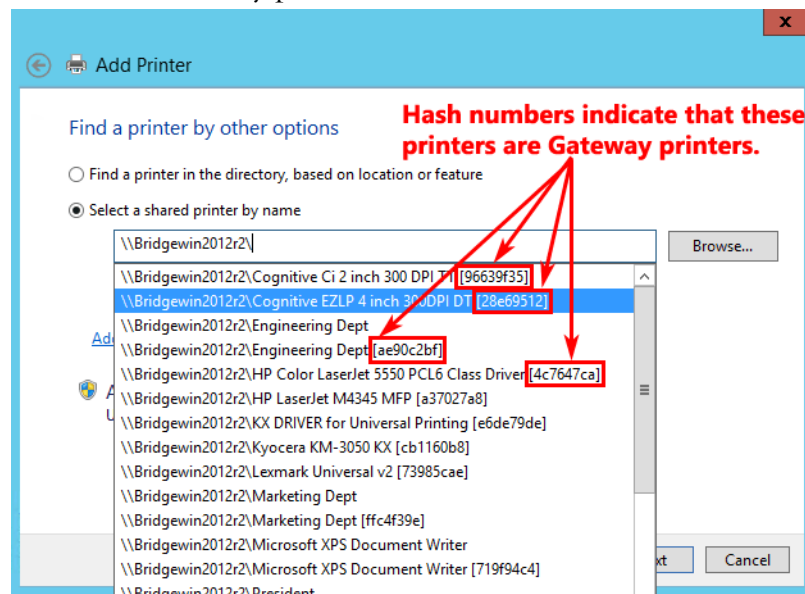 x
Add Printer
Hash numbers indicate that these
printers are Gateway printers.
Find a printer by other options
Find a printer in the directory, based on location or feature
Select a shared printer by name
\\Bridgewin2012r2\
Browse...
\\Bridgewin2012r2\Cognitive Ci 2 inch 300 DPI TT [96639f35]
\\Bridgewin2012r2\Cognitive EZLP 4 inch 300DPI DT [28e69512]
\\Bridgewin2012r2\Engineering Dept
\\Bridgewin2012r2\Engineering Dept [ae90c2bf]
\\Bridgewin2012r2\HP Color LaserJet 5550 PCL6 Class Driver [4c7647ca]
\\Bridgewin2012r2\HP LaserJet M4345 MFP [a37027a8]
\\Bridgewin2012r2\KX DRIVER for Universal Printing [e6de79de]
\\Bridgewin2012r2\Kyocera KM-3050 KX [cb1160b8]
\\Bridgewin2012r2\Lexmark Universal v2 [73985cae]
\\Bridgewin2012r2\Marketing Dept
\\Bridgewin2012r2\Marketing Dept [ffc4f39e]
\\Bridgewin2012r2\Microsoft XPS Document Writer
\\Bridgewin2012r2\Microsoft XPS Document Writer [719f94c4]
\\Bridgewin2012r2\President
Cancel